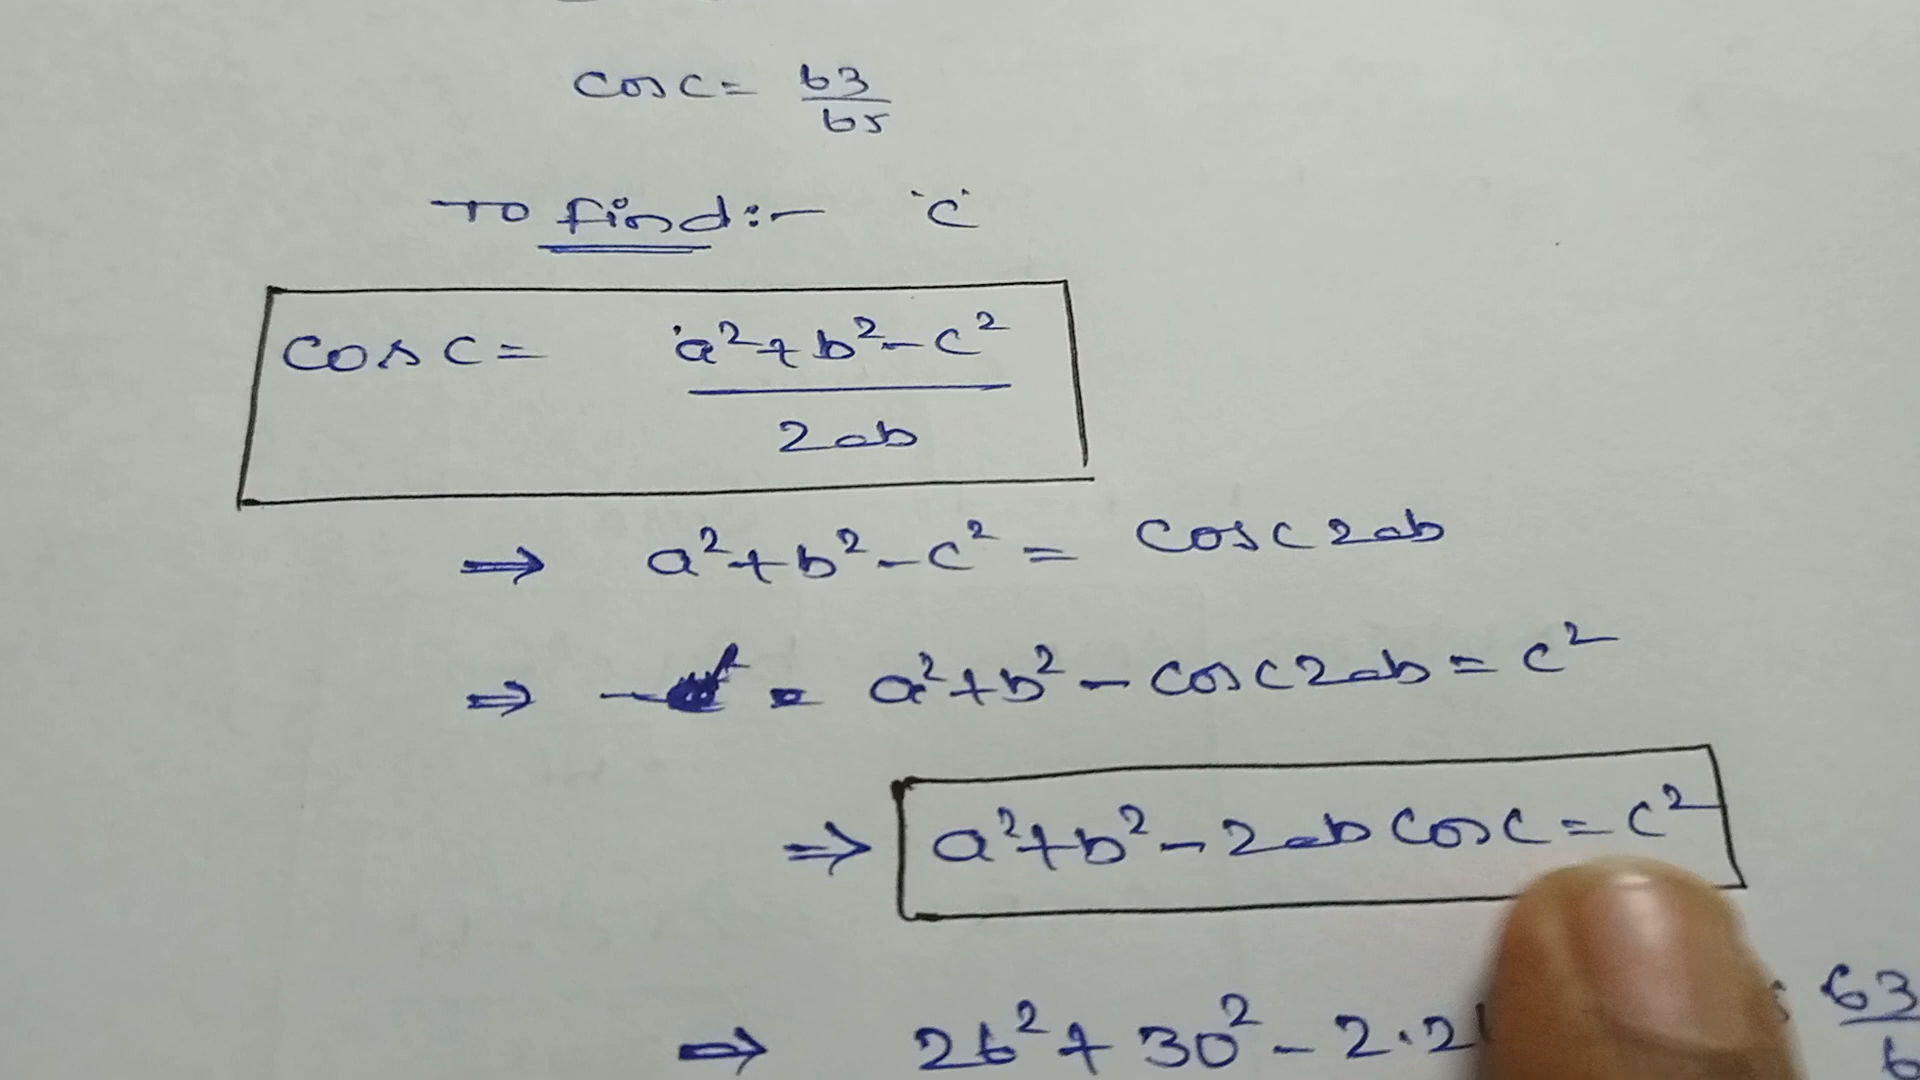 cos C = 63/65
To find:- 'c'
cos C = a²+b²-c²/2ab
⇒ a²+b²-c² = cos C 2ab
⇒ - = a²+b² - cos C 2ab = c²
⇒ a²+b²-2ab cos C = c²
⇒ 26²+30²-2.2 63/6